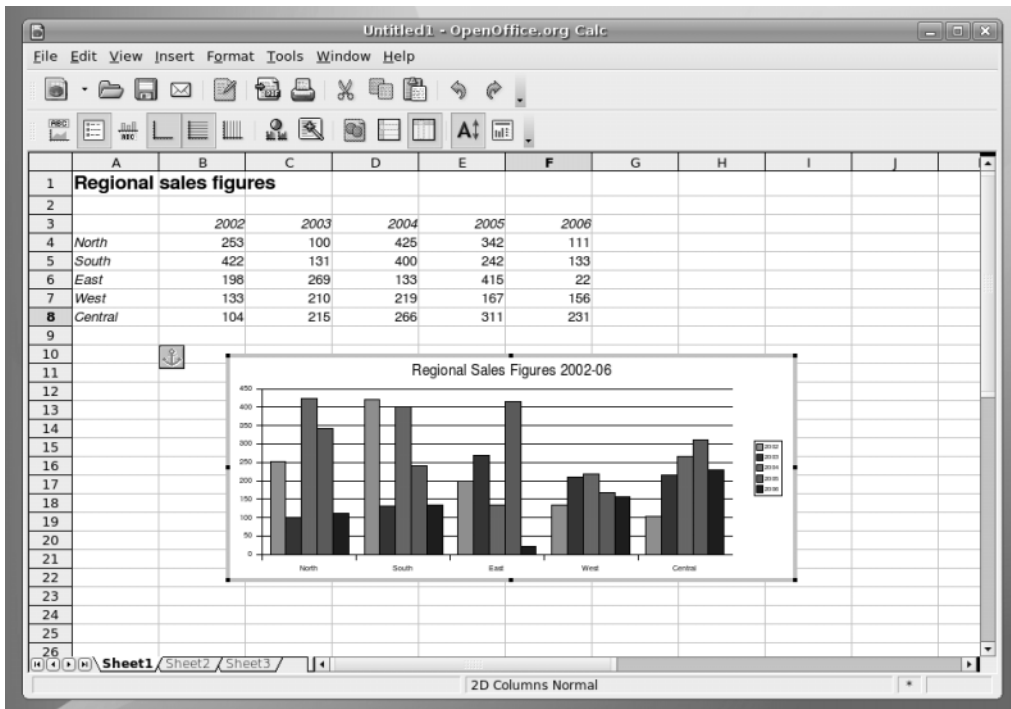 Untitled1 - OpenOffice.org Calc
File Edit View Insert Format Tools Window Help
A B C D E F G H I J
1 Regional sales figures
2
3 2002 2003 2004 2005 2006
4 North 253 100 425 342 111
5 South 422 131 400 242 133
6 East 198 269 133 415 22
7 West 133 210 219 167 156
8 Central 104 215 266 311 231
9
10
11
12
13
14
15
16
17
18
19
20
21
22
23
24
25
26
Regional Sales Figures 2002-06
450
400
350
300
250
200
150
100
50
0
North South East West Central
2002
2003
2004
2005
2006
Sheet1 Sheet2 Sheet3
2D Columns Normal *